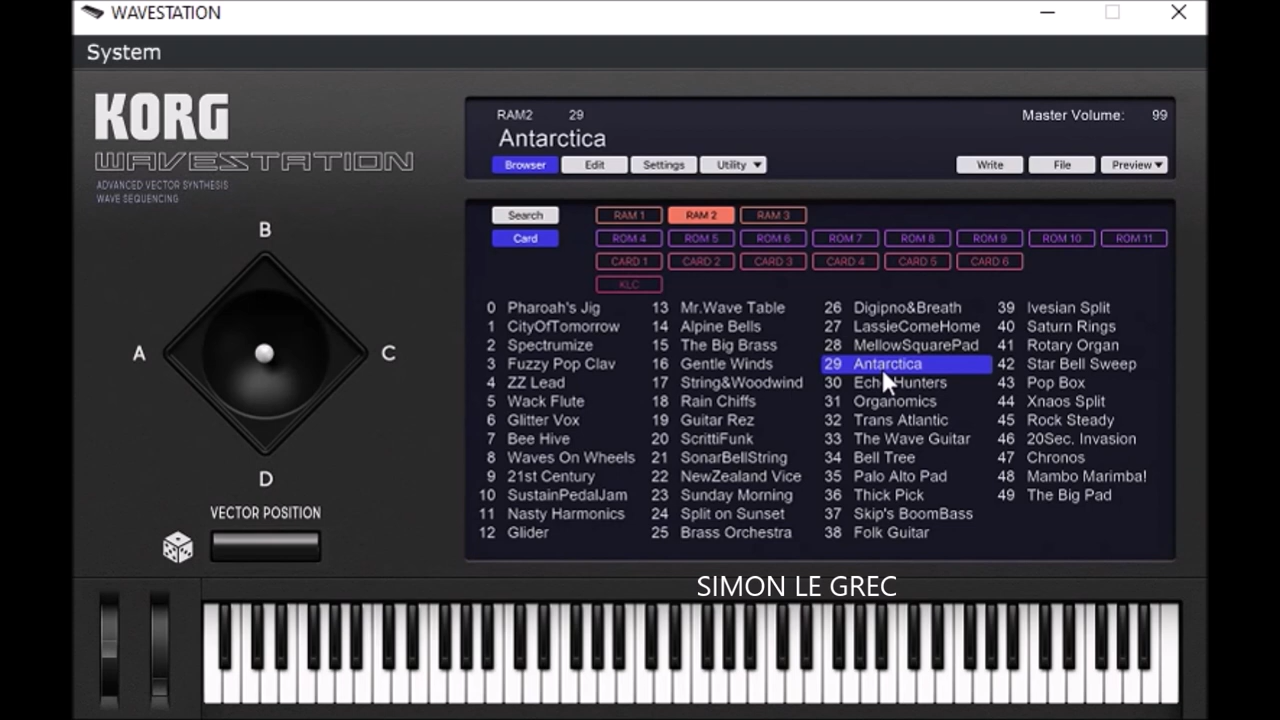 WAVESTATION
System
KORG
WAVESTATION
ADVANCED VECTOR SYNTHESIS
WAVE SEQUENCING
RAM2 29 Master Volume: 99
Antarctica
Browser Edit Settings Utility Write File Preview
Search RAM 1 RAM 2 RAM 3
Card ROM 4 ROM 5 ROM 6 ROM 7 ROM 8 ROM 9 ROM 10 ROM 11
CARD 1 CARD 2 CARD 3 CARD 4 CARD 5 CARD 6
KLC
0 Pharoah's Jig 13 Mr.Wave Table 26 Digipno&Breath 39 Ivesian Split
1 CityOfTomorrow 14 Alpine Bells 27 LassieComeHome 40 Saturn Rings
2 Spectrumize 15 The Big Brass 28 MellowSquarePad 41 Rotary Organ
3 Fuzzy Pop Clav 16 Gentle Winds 29 Antarctica 42 Star Bell Sweep
4 ZZ Lead 17 String&Woodwind 30 Echo Hunters 43 Pop Box
5 Wack Flute 18 Rain Chiffs 31 Organomics 44 Xnaos Split
6 Glitter Vox 19 Guitar Rez 32 Trans Atlantic 45 Rock Steady
7 Bee Hive 20 ScrittiFunk 33 The Wave Guitar 46 20Sec. Invasion
8 Waves On Wheels 21 SonarBellString 34 Bell Tree 47 Chronos
9 21st Century 22 NewZealand Vice 35 Palo Alto Pad 48 Mambo Marimba!
10 SustainPedalJam 23 Sunday Morning 36 Thick Pick 49 The Big Pad
11 Nasty Harmonics 24 Split on Sunset 37 Skip's BoomBass
12 Glider 25 Brass Orchestra 38 Folk Guitar
B
A C
D
VECTOR POSITION
SIMON LE GREC